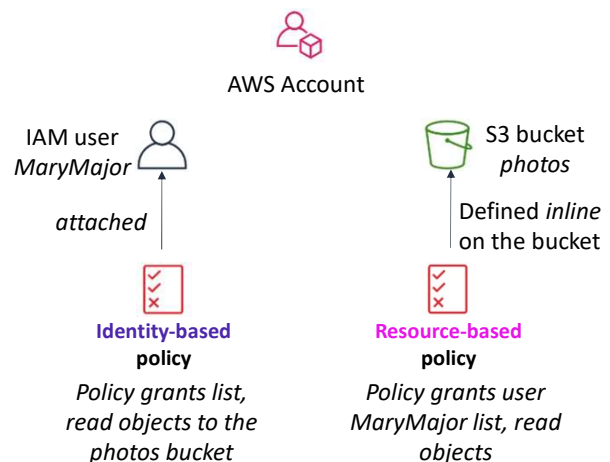 AWS Account
IAM user
MaryMajor
attached
Identity-based
policy
Policy grants list,
read objects to the
photos bucket
S3 bucket
photos
Defined inline
on the bucket
Resource-based
policy
Policy grants user
MaryMajor list, read
objects